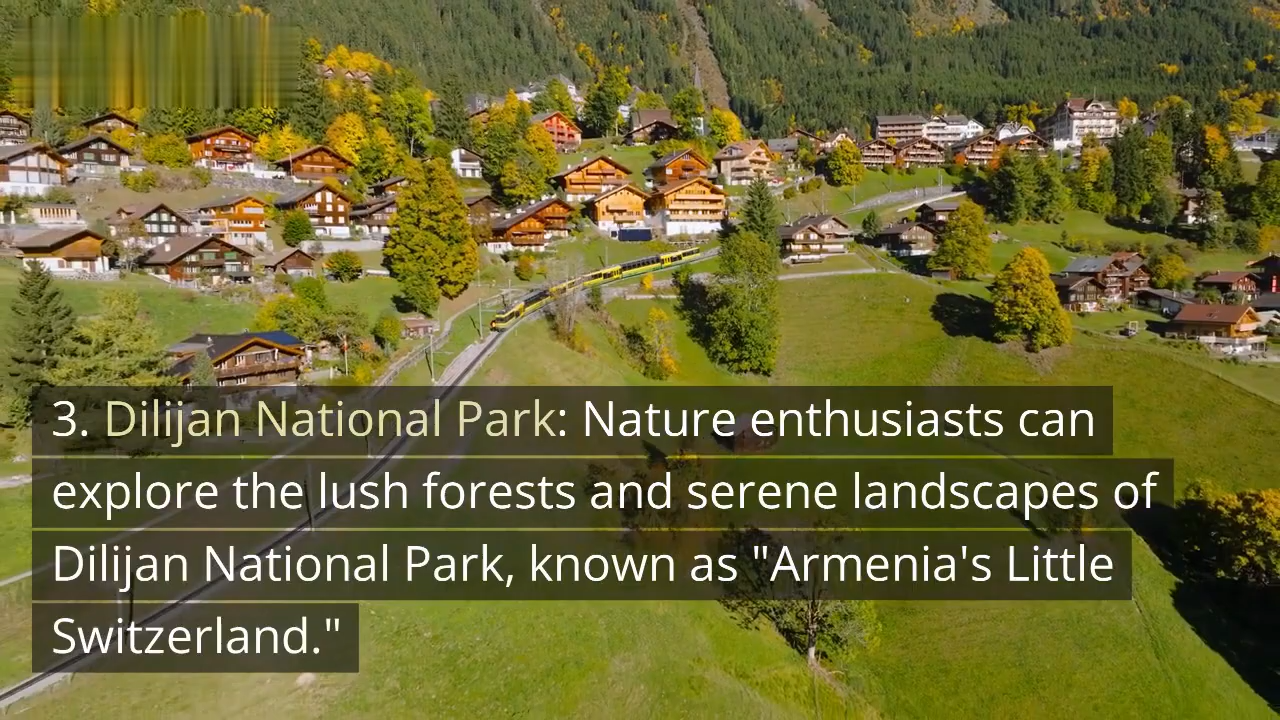 3. Dilijan National Park: Nature enthusiasts can
explore the lush forests and serene landscapes of
Dilijan National Park, known as "Armenia's Little
Switzerland."